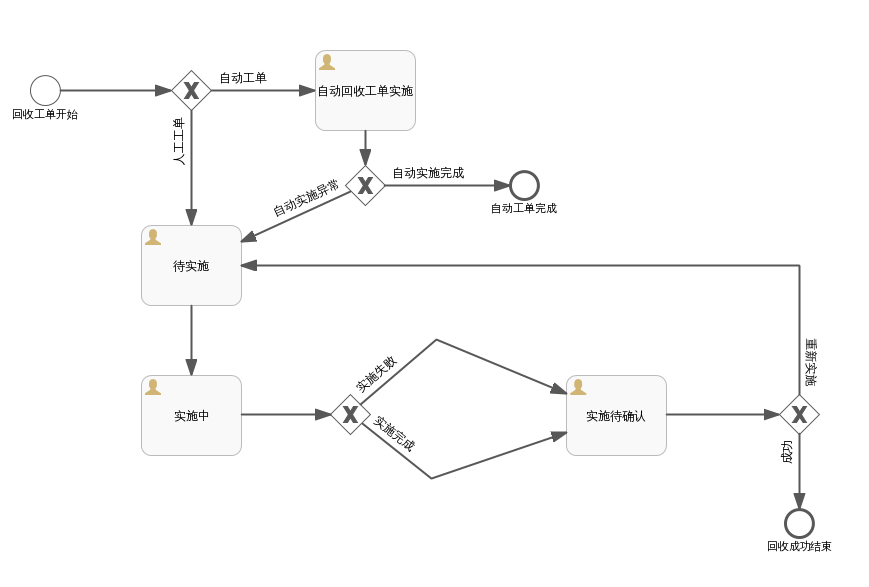 自动工单
自动回收工单实施
回收工单开始
人工工单
自动实施完成
自动实施异常
自动工单完成
待实施
重新实施
实施失败
实施中
实施待确认
实施完成
成功
回收成功结束